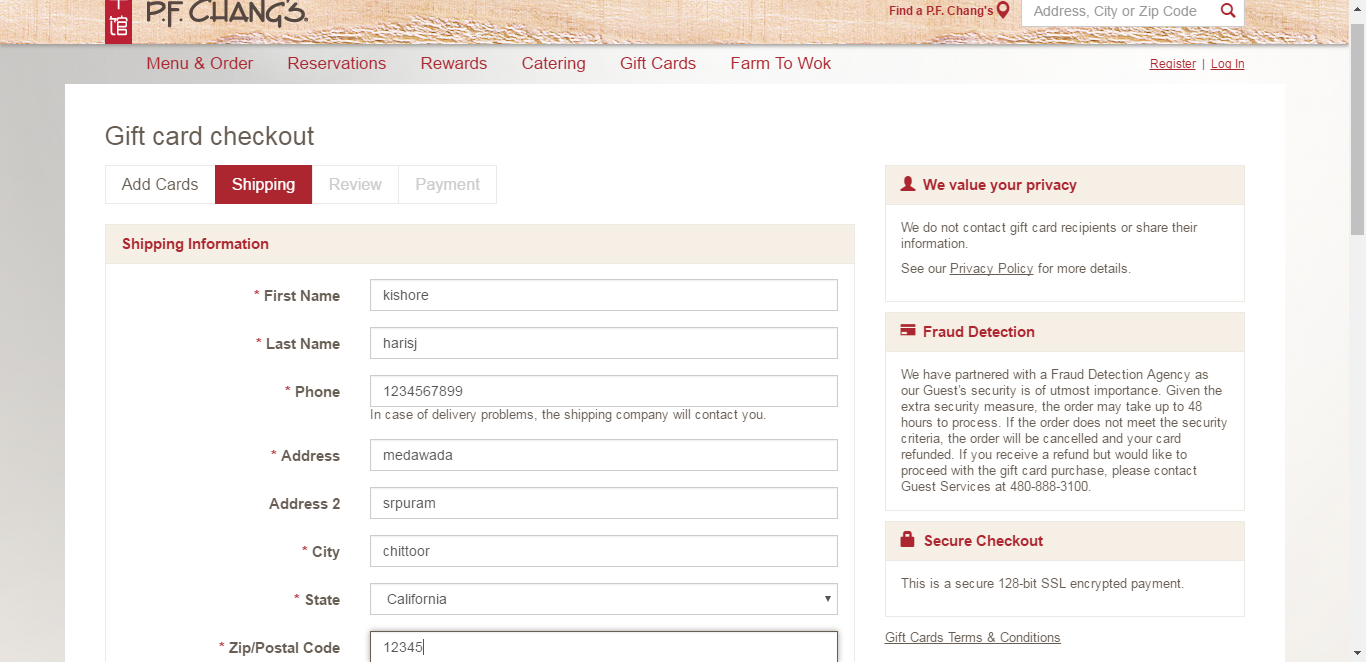 馆
P.F. CHANG'S.
Find a P.F. Chang's
Address, City or Zip Code
Menu & Order
Reservations
Rewards
Catering
Gift Cards
Farm To Wok
Register | Log In
Gift card checkout
Add Cards
Shipping
Review
Payment
Shipping Information
* First Name
kishore
* Last Name
harisj
* Phone
1234567899
In case of delivery problems, the shipping company will contact you.
* Address
medawada
Address 2
srpuram
* City
chittoor
* State
California
* Zip/Postal Code
12345
We value your privacy
We do not contact gift card recipients or share their
information.
See our Privacy Policy for more details.
Fraud Detection
We have partnered with a Fraud Detection Agency as
our Guest's security is of utmost importance. Given the
extra security measure, the order may take up to 48
hours to process. If the order does not meet the security
criteria, the order will be cancelled and your card
refunded. If you receive a refund but would like to
proceed with the gift card purchase, please contact
Guest Services at 480-888-3100.
Secure Checkout
This is a secure 128-bit SSL encrypted payment.
Gift Cards Terms & Conditions